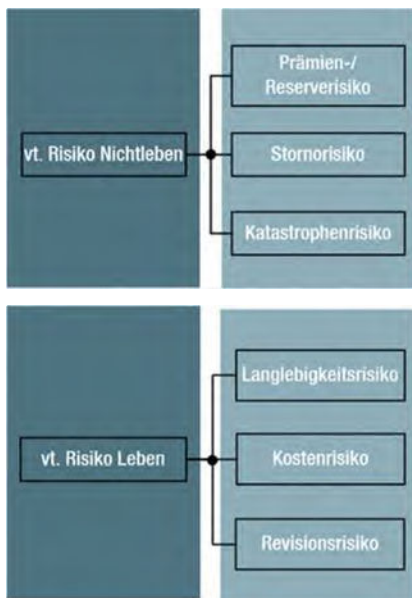 Prämien-/
Reserverisiko
vt. Risiko Nichtleben
Stornorisiko
Katastrophenrisiko
Langlebigkeitsrisiko
vt. Risiko Leben
Kostenrisiko
Revisionsrisiko